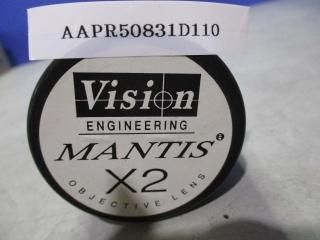 AAPR50831D110
Vision
ENGINEERING
MANTIS
X2
OBJECTIVE LENS